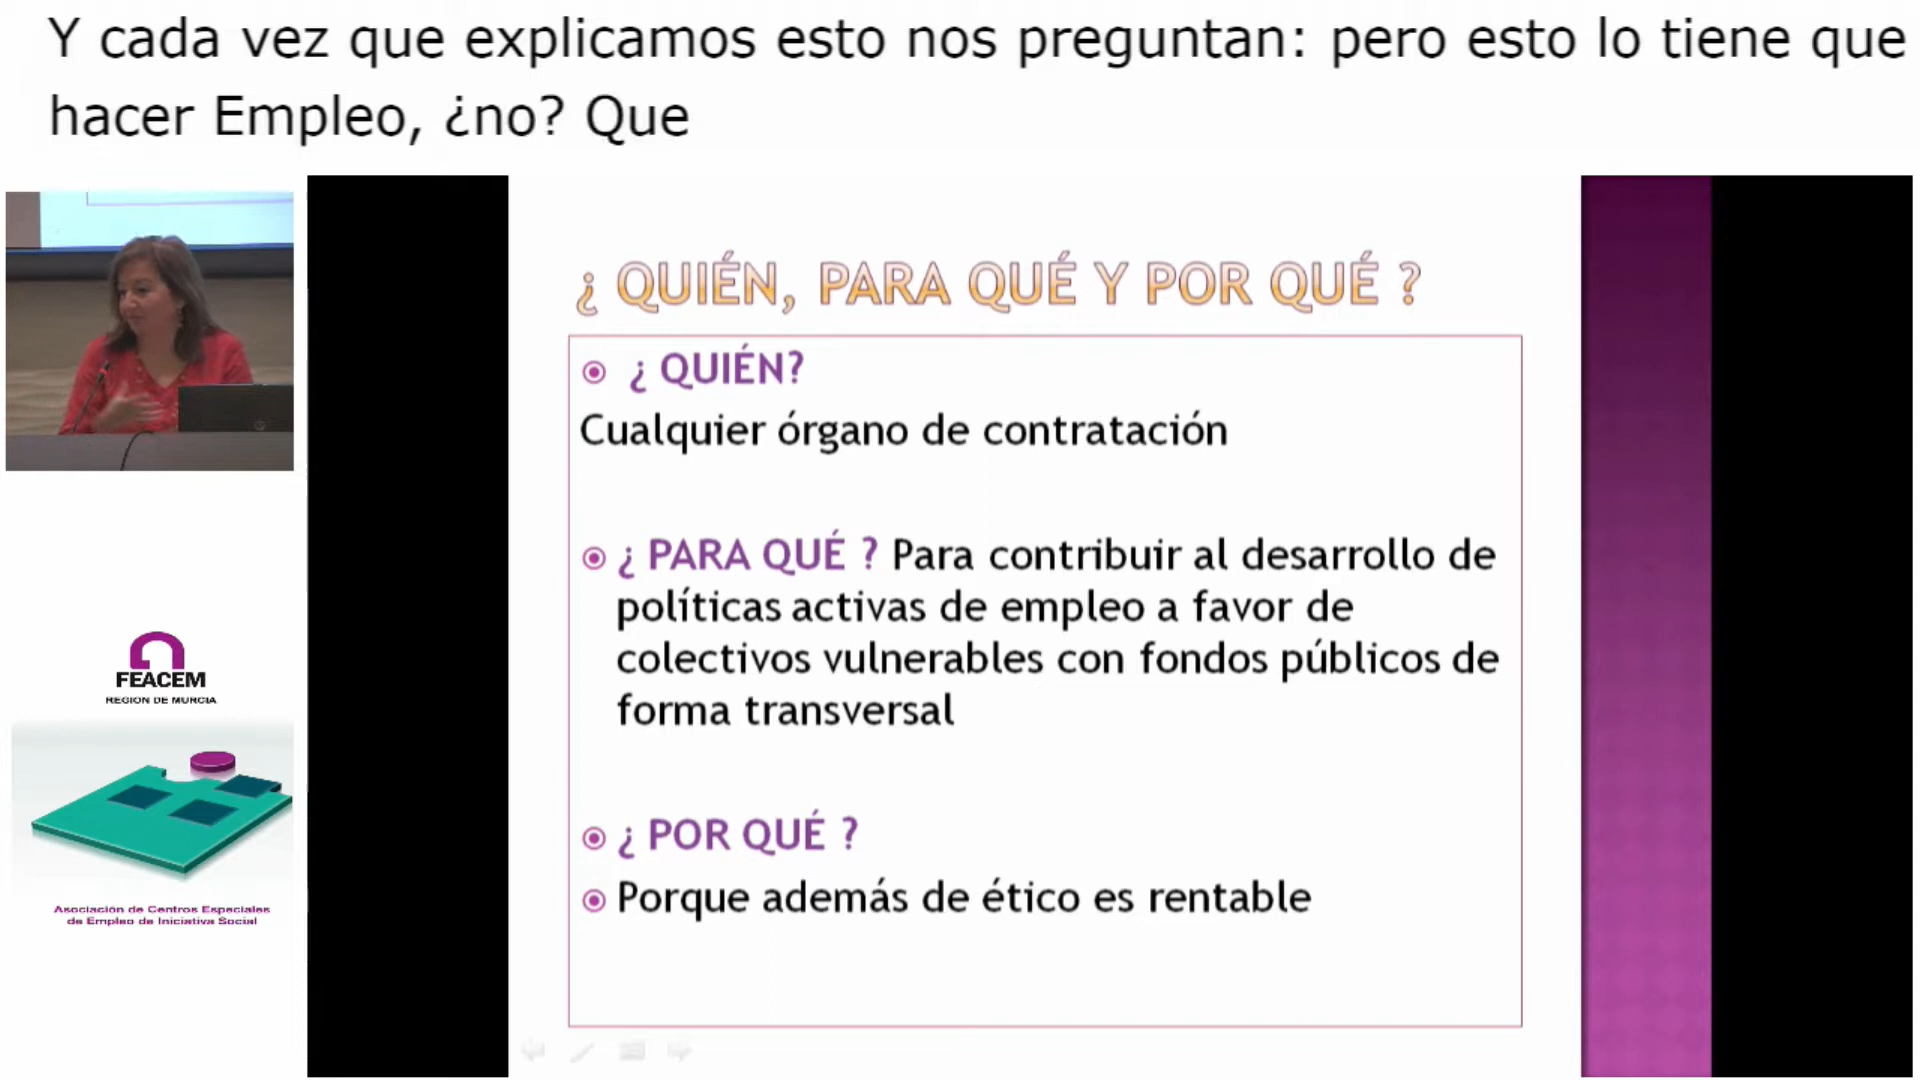 Y cada vez que explicamos esto nos preguntan: pero esto lo tiene que
hacer Empleo, ¿no? Que
¿ QUIÉN, PARA QUÉ Y POR QUÉ ?
¿ QUIÉN?
Cualquier órgano de contratación
¿ PARA QUÉ ? Para contribuir al desarrollo de
políticas activas de empleo a favor de
colectivos vulnerables con fondos públicos de
forma transversal
¿ POR QUÉ ?
Porque además de ético es rentable
FEACEM
REGION DE MURCIA
Asociación de Centros Especiales
de Empleo de Iniciativa Social